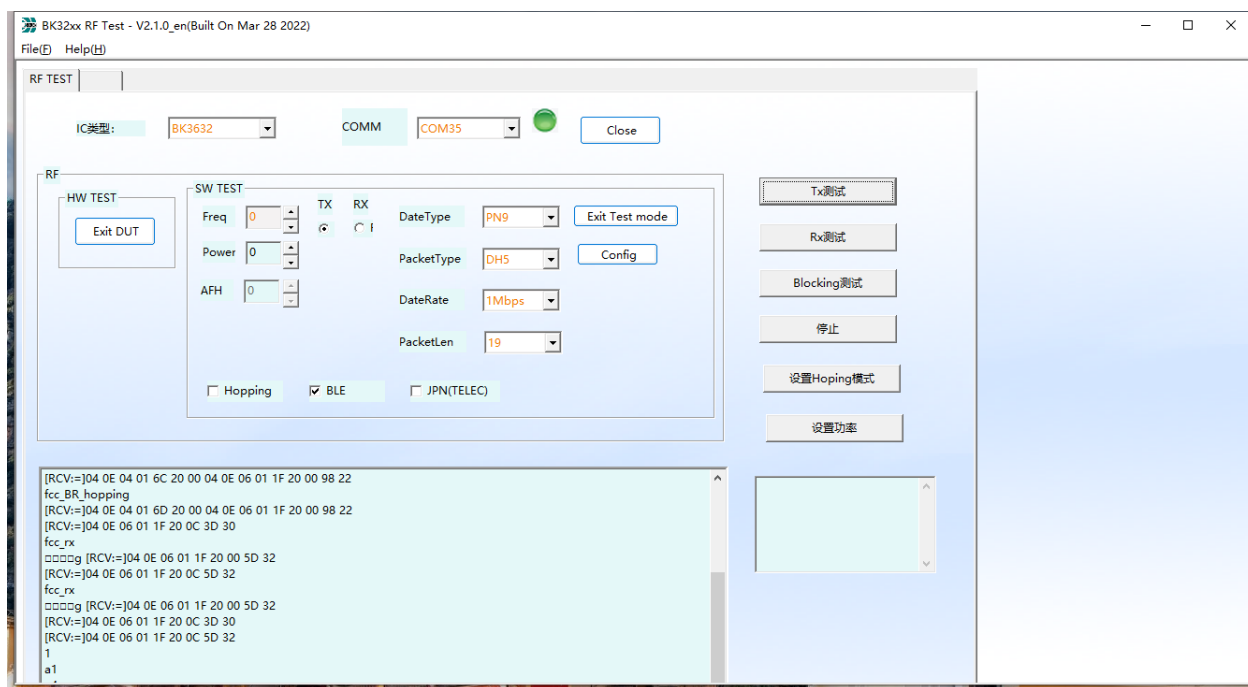 BK32xx RF Test - V2.1.0_en(Built On Mar 28 2022)
File(F) Help(H)
RF TEST
IC类型: BK3632 COMM COM35 Close
RF
HW TEST
Exit DUT
SW TEST
Freq 0 TX RX DateType PN9 Exit Test mode
Power 0 PacketType DH5 Config
AFH 0 DateRate 1Mbps
PacketLen 19
Hopping BLE JPN(TELEC)
Tx测试
Rx测试
Blocking测试
停止
设置Hoping模式
设置功率
[RCV:=]04 0E 04 01 6C 20 00 04 0E 06 01 1F 20 00 98 22
fcc_BR_hopping
[RCV:=]04 0E 04 01 6D 20 00 04 0E 06 01 1F 20 00 98 22
[RCV:=]04 0E 06 01 1F 20 0C 3D 30
fcc_rx
□□□□g [RCV:=]04 0E 06 01 1F 20 00 5D 32
[RCV:=]04 0E 06 01 1F 20 0C 5D 32
fcc_rx
□□□□g [RCV:=]04 0E 06 01 1F 20 00 5D 32
[RCV:=]04 0E 06 01 1F 20 0C 3D 30
[RCV:=]04 0E 06 01 1F 20 0C 5D 32
1
a1